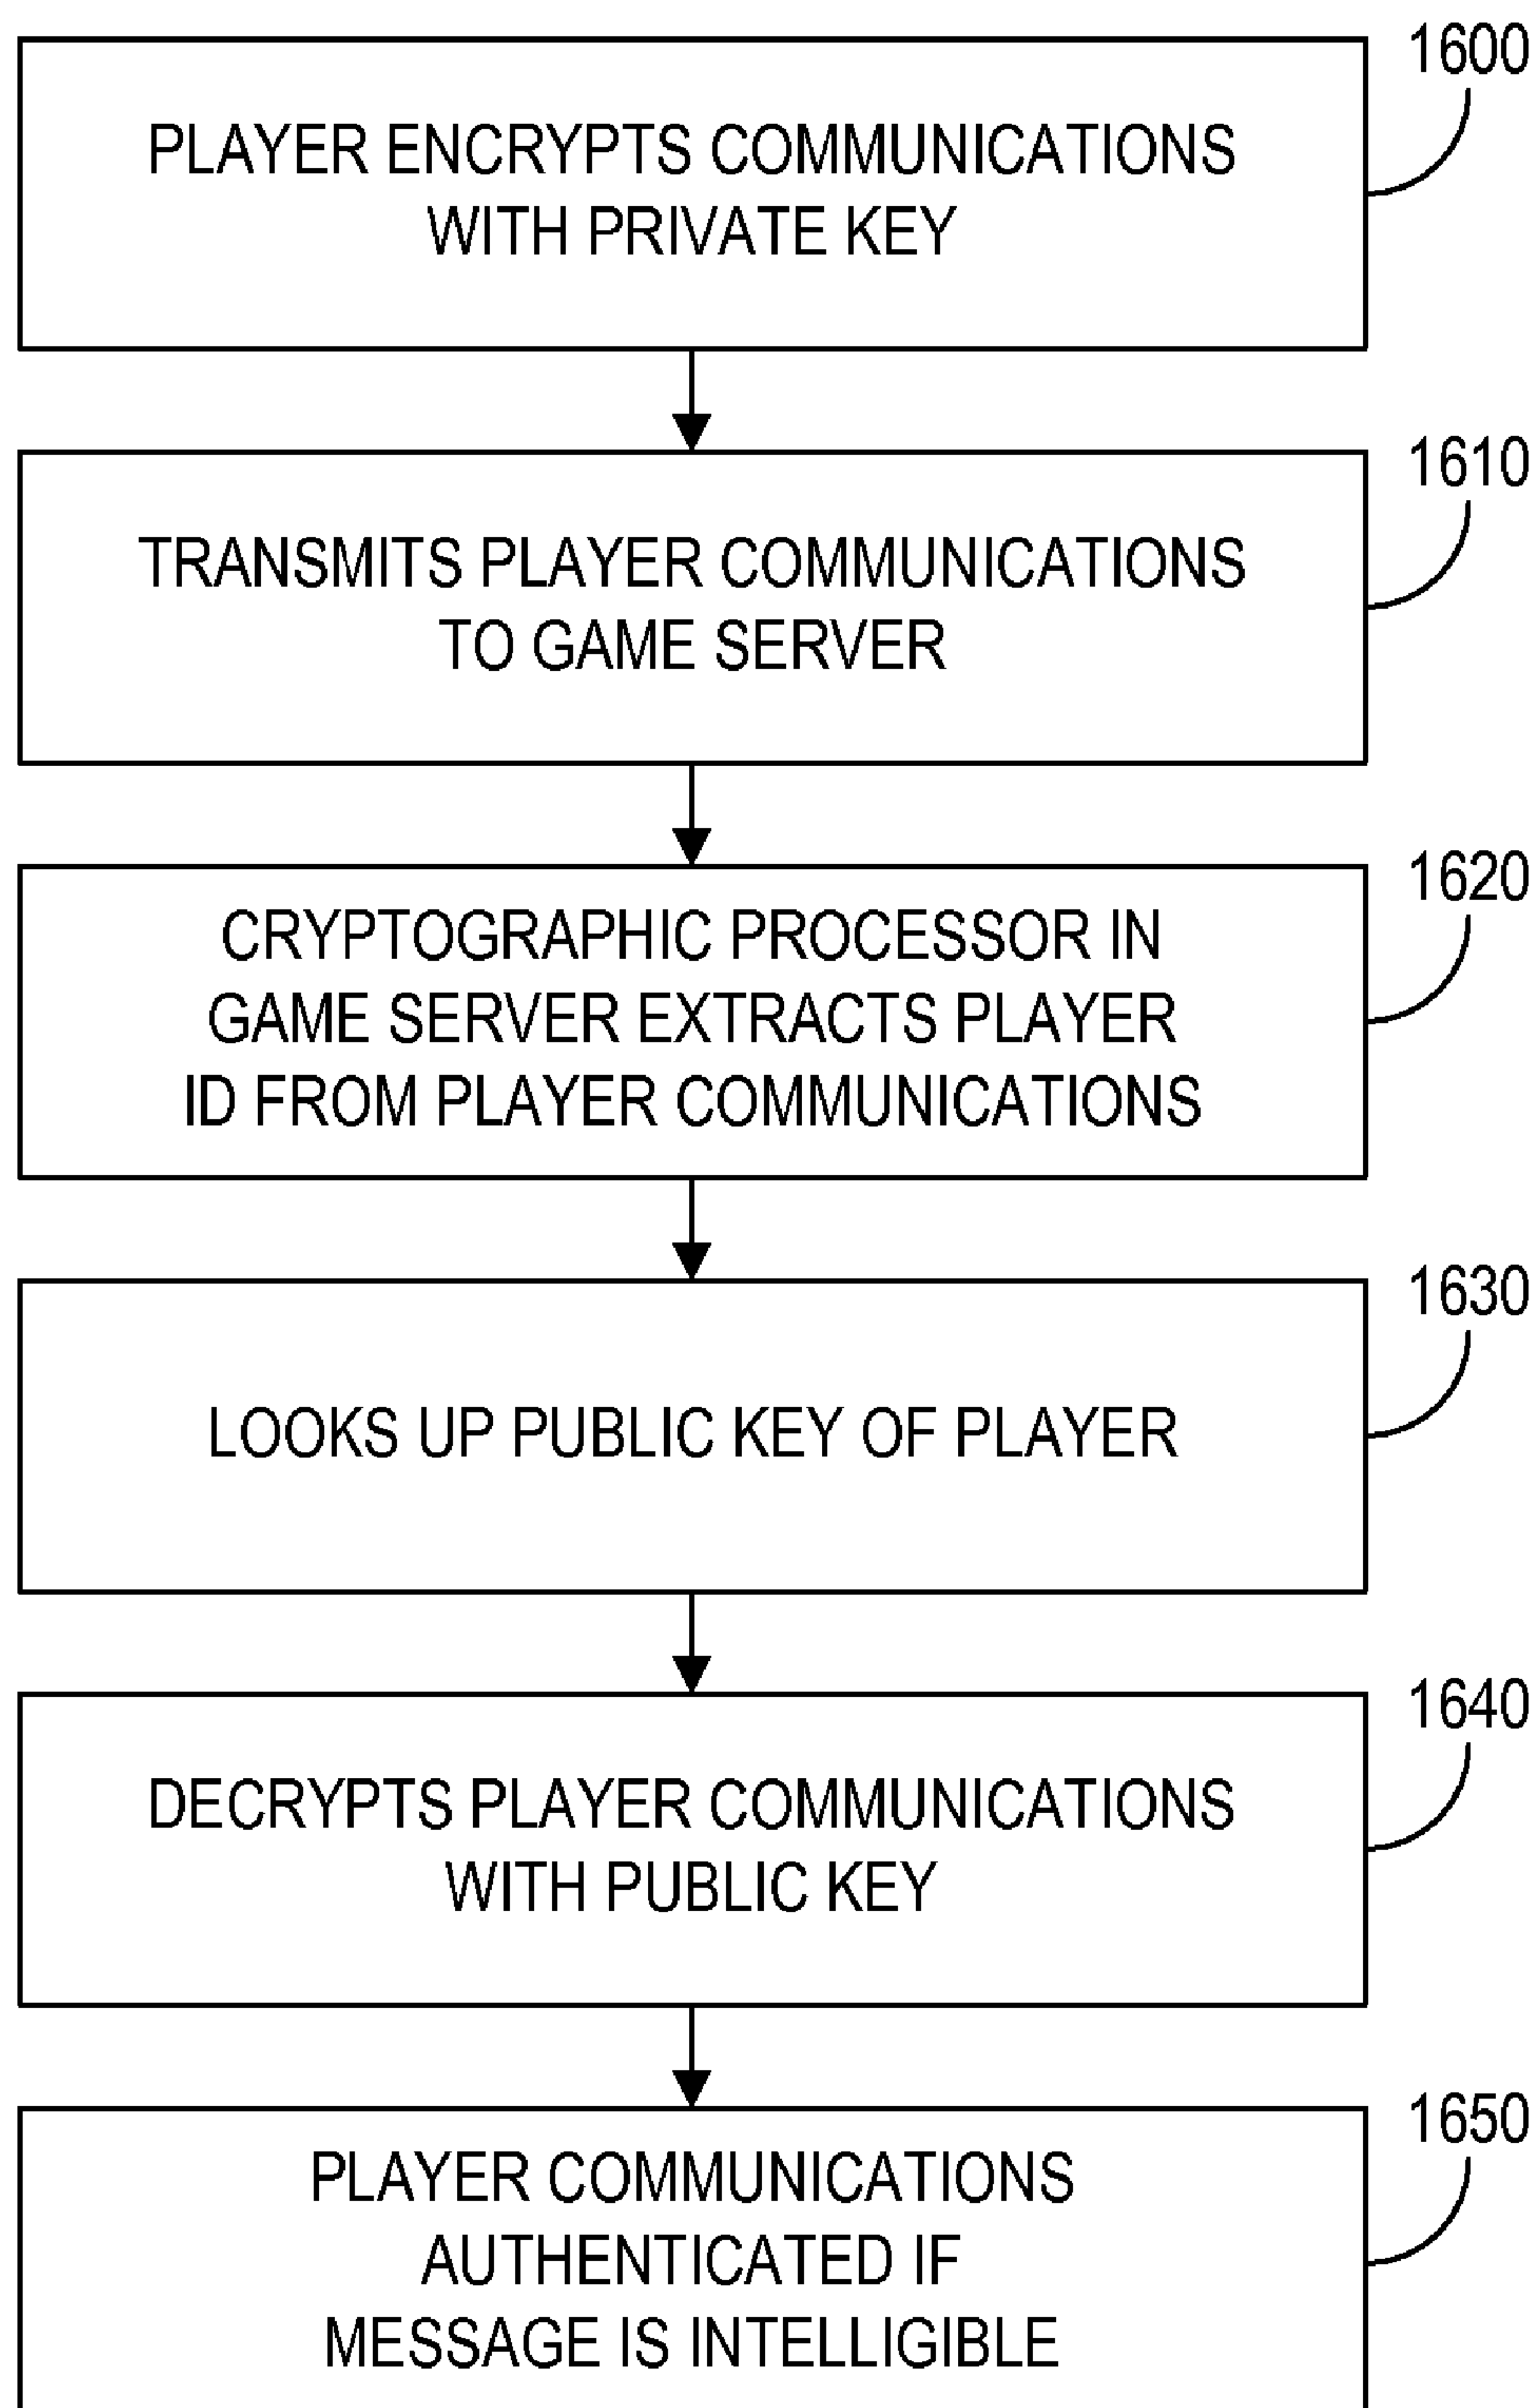 1600
PLAYER ENCRYPTS COMMUNICATIONS
WITH PRIVATE KEY
1610
TRANSMITS PLAYER COMMUNICATIONS
TO GAME SERVER
1620
CRYPTOGRAPHIC PROCESSOR IN
GAME SERVER EXTRACTS PLAYER
ID FROM PLAYER COMMUNICATIONS
1630
LOOKS UP PUBLIC KEY OF PLAYER
1640
DECRYPTS PLAYER COMMUNICATIONS
WITH PUBLIC KEY
1650
PLAYER COMMUNICATIONS
AUTHENTICATED IF
MESSAGE IS INTELLIGIBLE